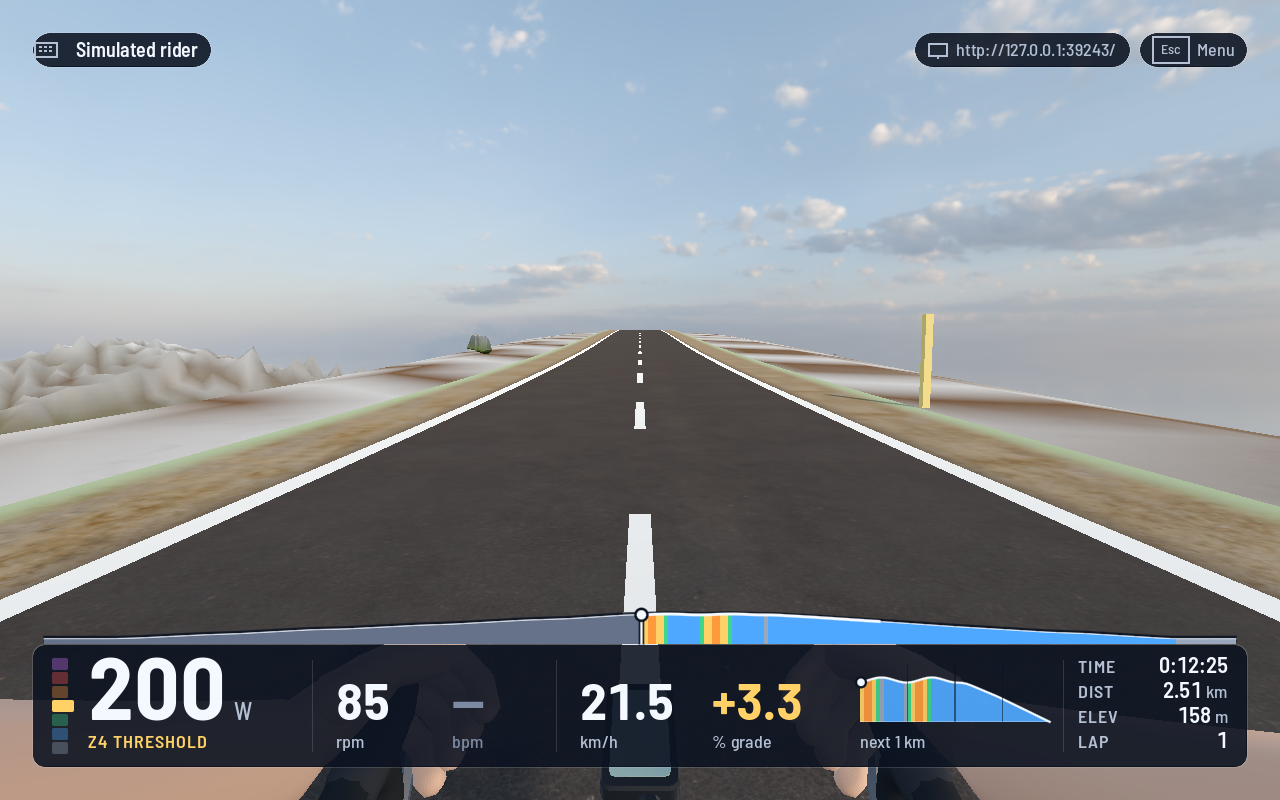 Simulated rider
http://127.0.0.1:39243/
Esc Menu
200 W
Z4 THRESHOLD
85
rpm
—
bpm
21.5
km/h
+3.3
% grade
next 1 km
TIME 0:12:25
DIST 2.51 km
ELEV 158 m
LAP 1